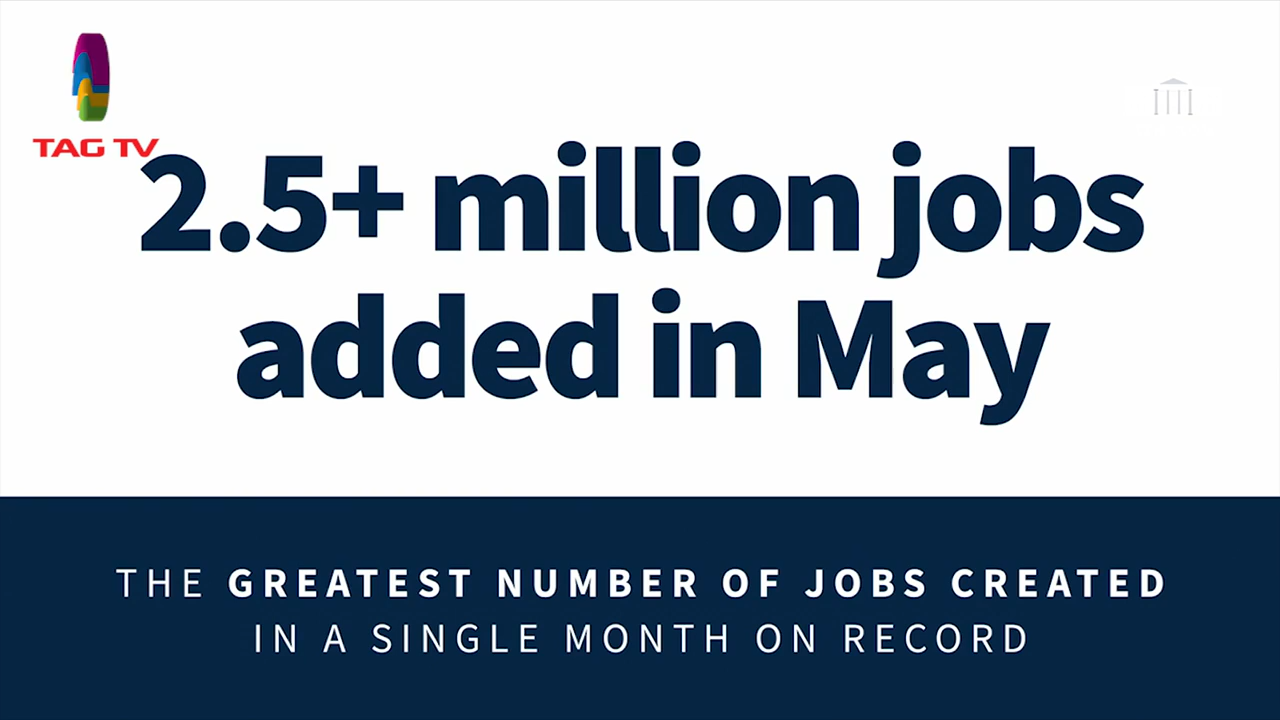 TAG TV
2.5+ million jobs
added in May
THE GREATEST NUMBER OF JOBS CREATED
IN A SINGLE MONTH ON RECORD